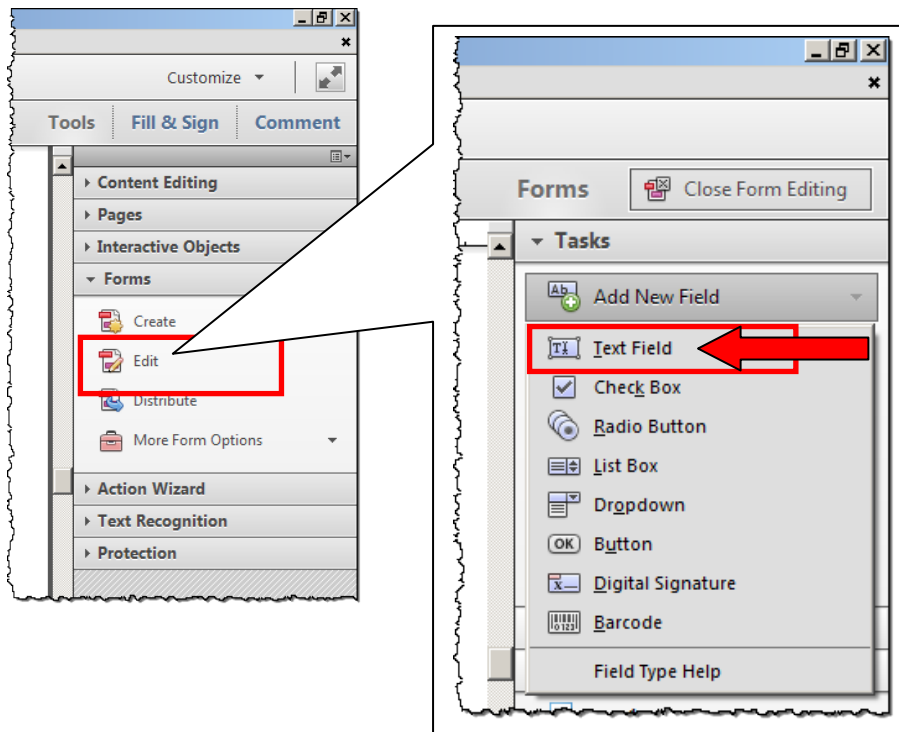 Customize
Tools Fill & Sign Comment
Content Editing
Pages
Interactive Objects
Forms
Create
Edit
Distribute
More Form Options
Action Wizard
Text Recognition
Protection
Forms Close Form Editing
Tasks
Add New Field
Text Field
Check Box
Radio Button
List Box
Dropdown
OK Button
Digital Signature
Barcode
Field Type Help